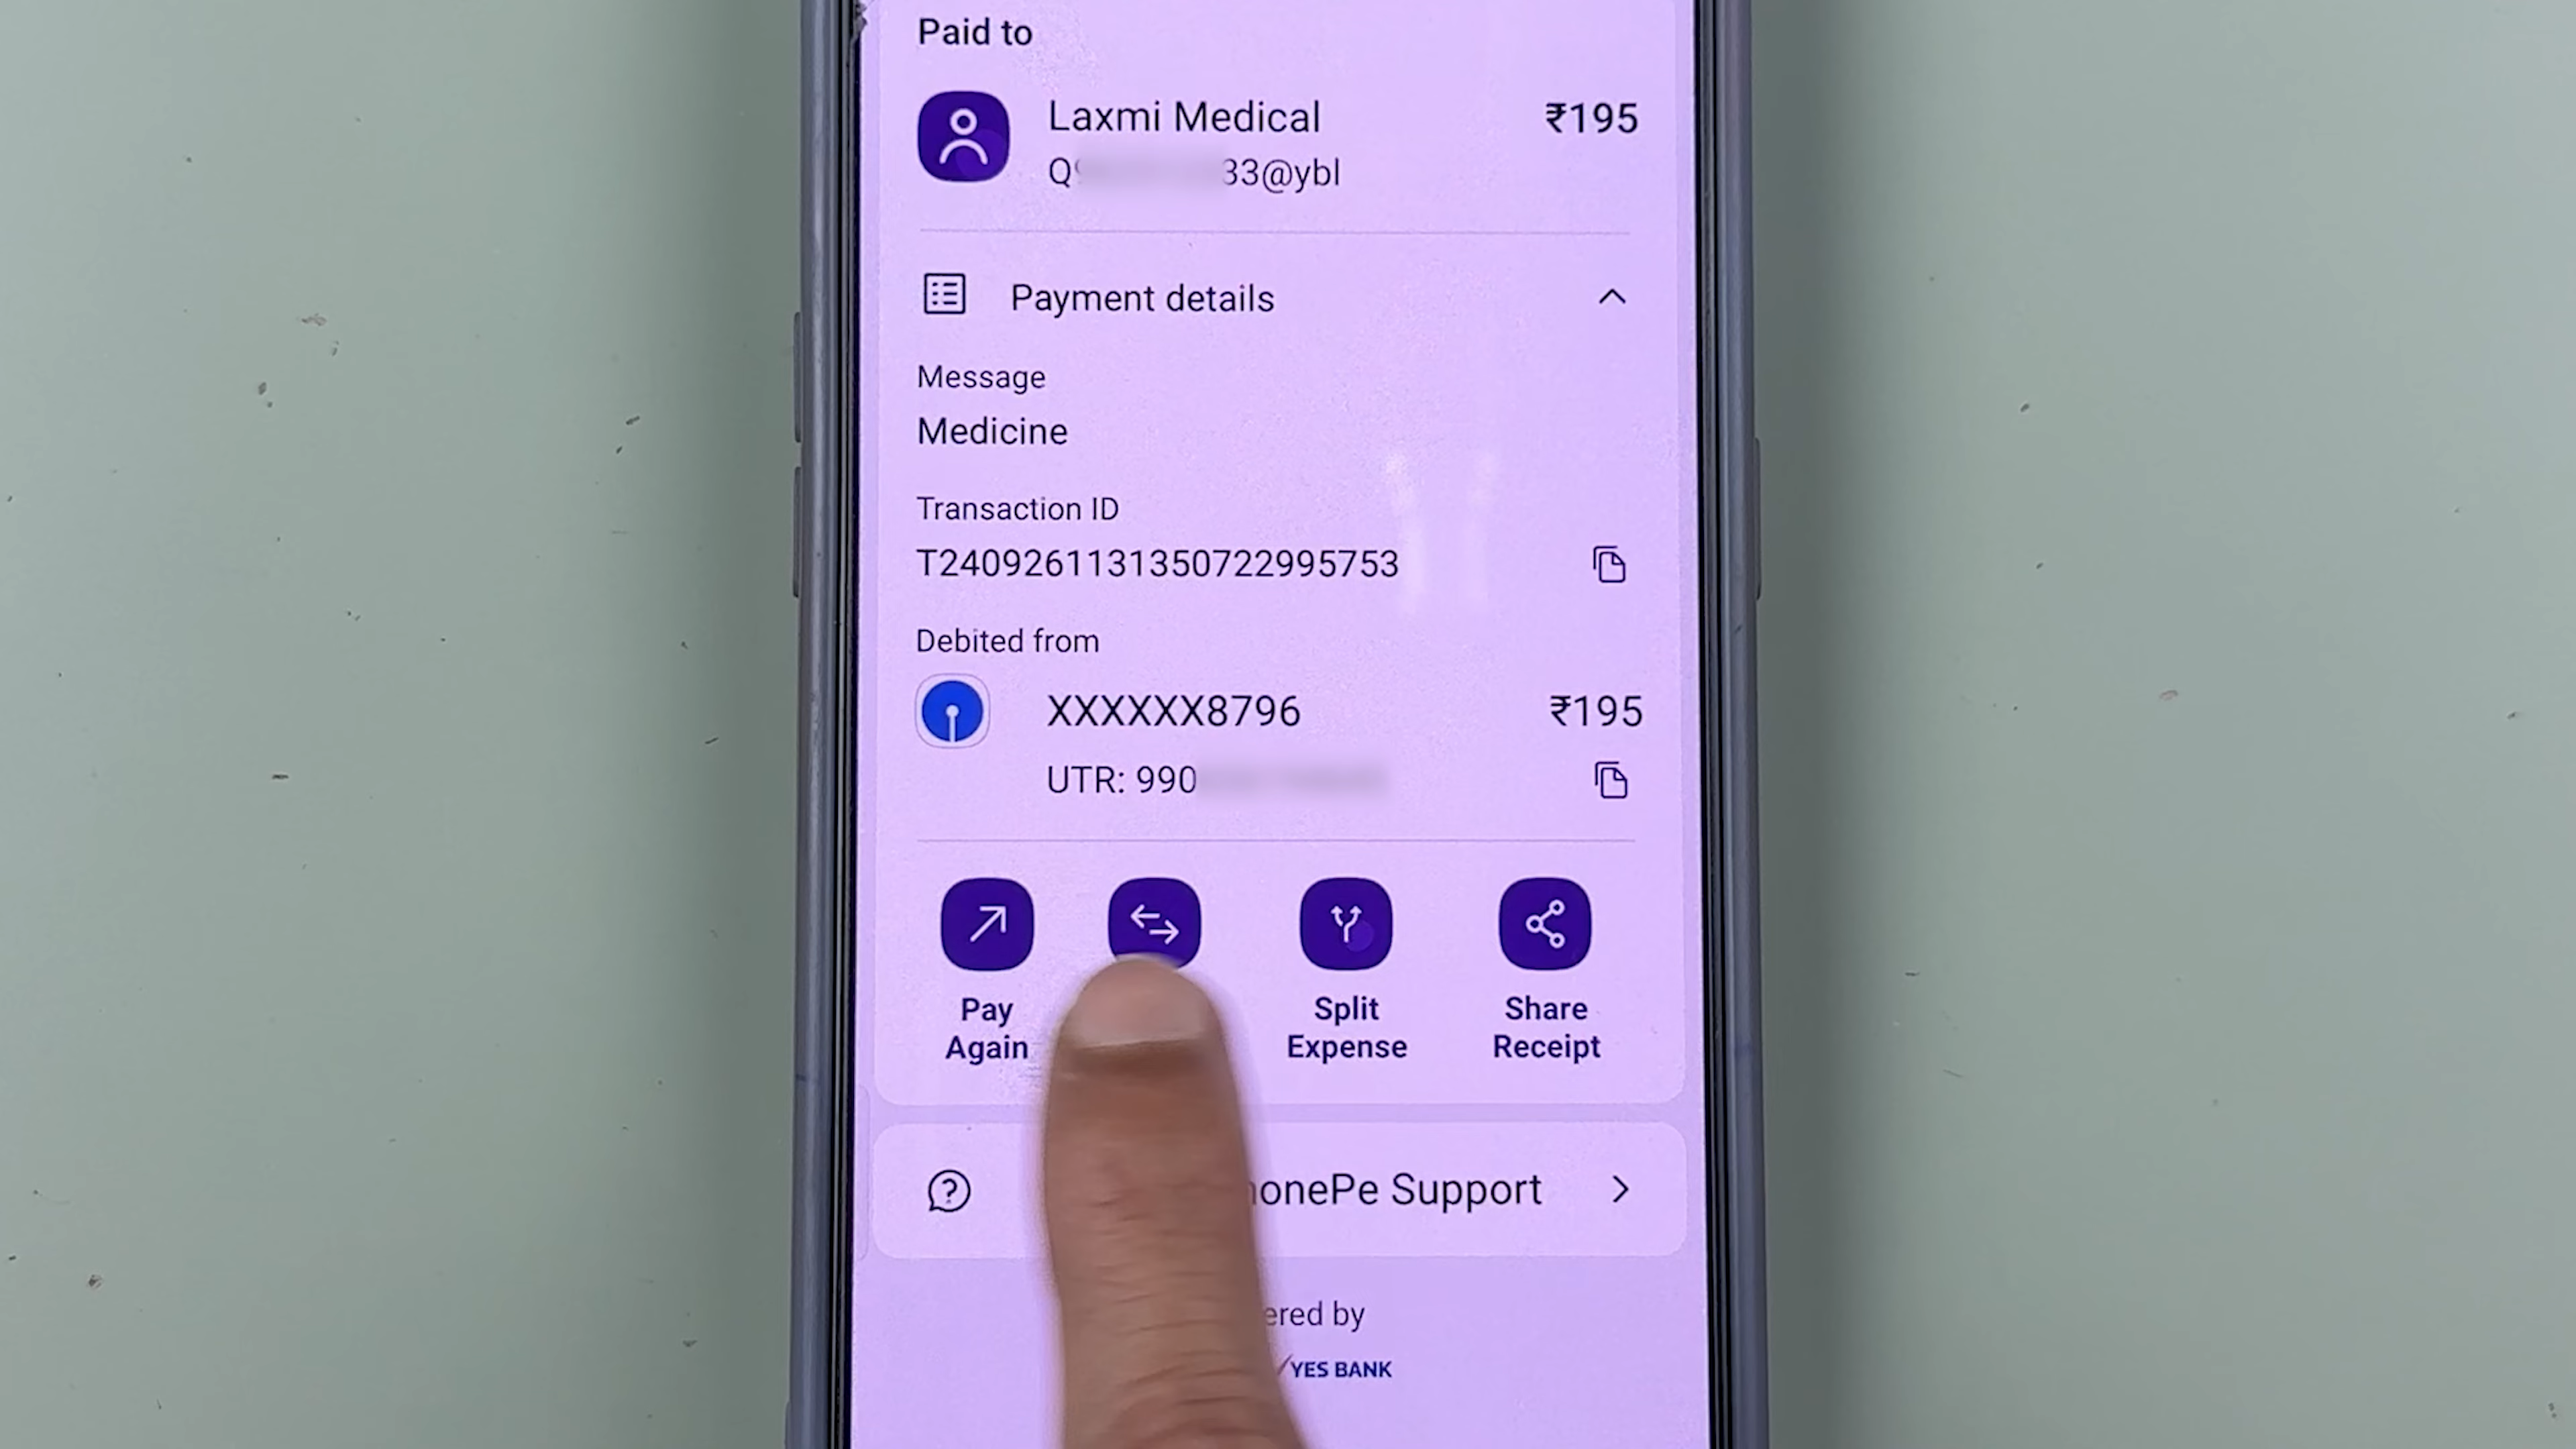 Paid to
Laxmi Medical ₹195
Q 33@ybl
Payment details
Message
Medicine
Transaction ID
T2409261131350722995753
Debited from
XXXXXX8796 ₹195
UTR: 990
Pay Again
Split Expense
Share Receipt
onePe Support
ered by
YES BANK